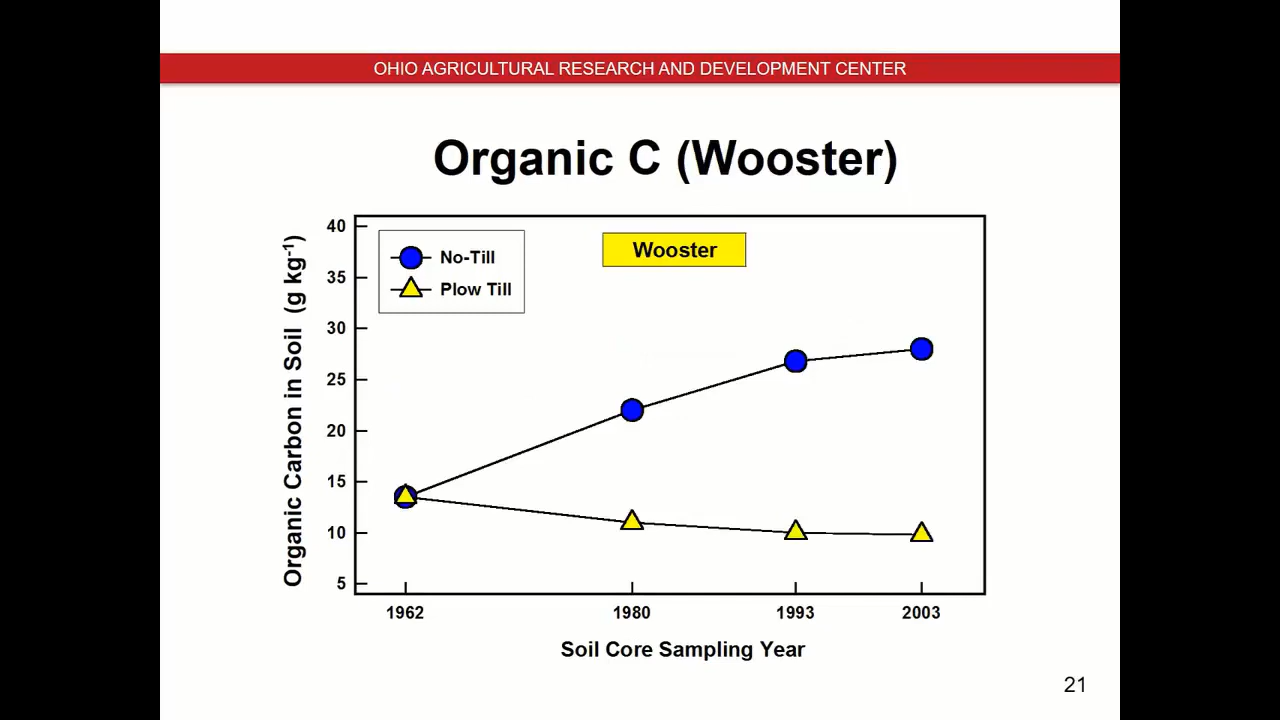 OHIO AGRICULTURAL RESEARCH AND DEVELOPMENT CENTER
Organic C (Wooster)
Organic Carbon in Soil (g kg-1)
40
35
30
25
20
15
10
5
No-Till
Plow Till
Wooster
1962 1980 1993 2003
Soil Core Sampling Year
21